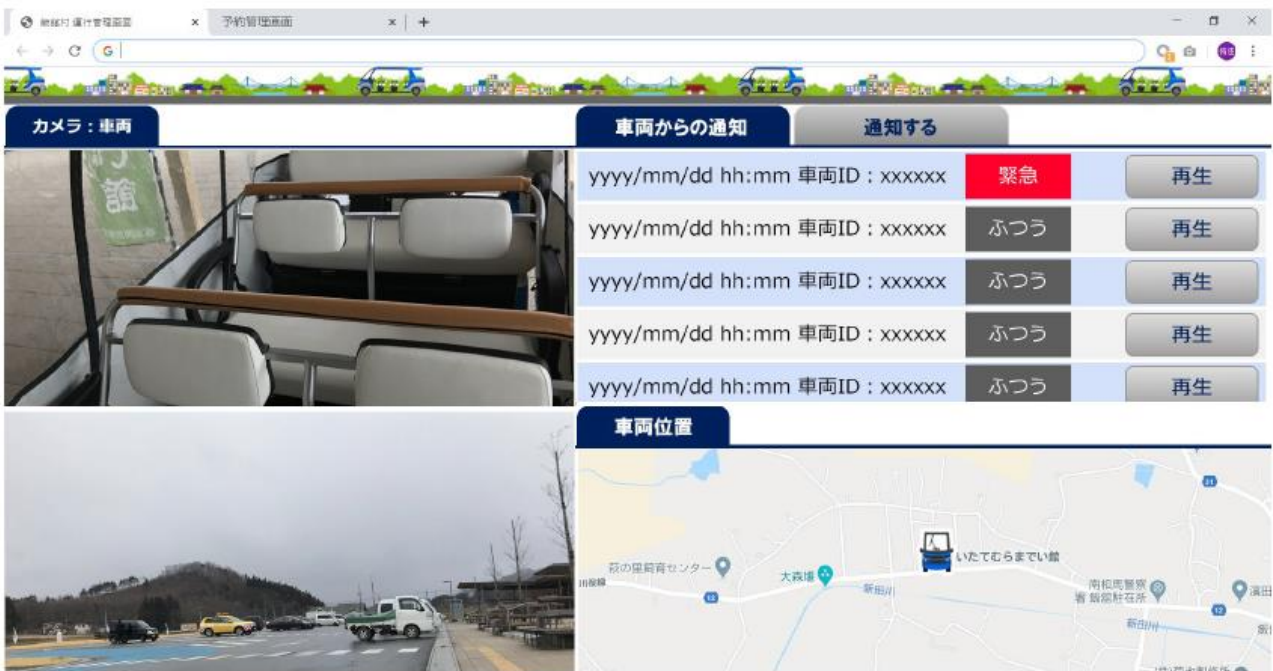 飯舘村 運行管理画面
予約管理画面
カメラ：車両
車両からの通知
通知する
yyyy/mm/dd hh:mm 車両ID：xxxxxx 緊急 再生
yyyy/mm/dd hh:mm 車両ID：xxxxxx ふつう 再生
yyyy/mm/dd hh:mm 車両ID：xxxxxx ふつう 再生
yyyy/mm/dd hh:mm 車両ID：xxxxxx ふつう 再生
yyyy/mm/dd hh:mm 車両ID：xxxxxx ふつう 再生
車両位置
31
いたてむらまでい館
萩の里飼育センター
大森墟
川俣線
12
新田川
南相馬警察
署 飯舘駐在所
12
新田川